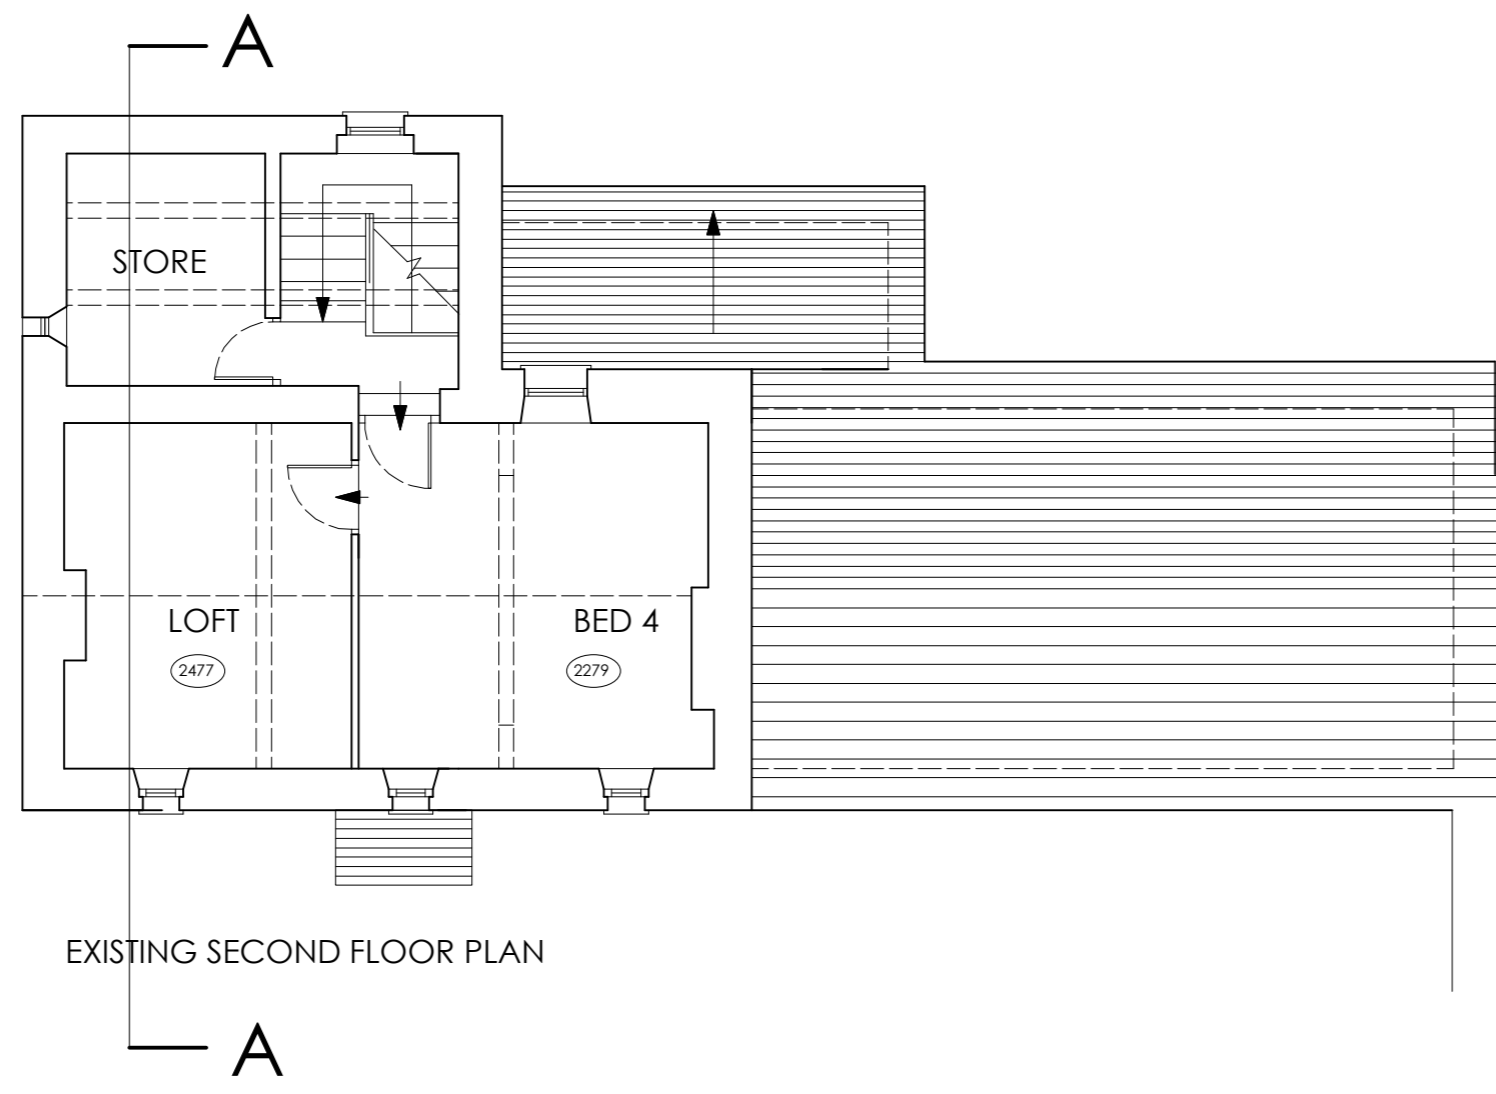 A
STORE
LOFT
BED 4
2477
2279
EXISTING SECOND FLOOR PLAN
A